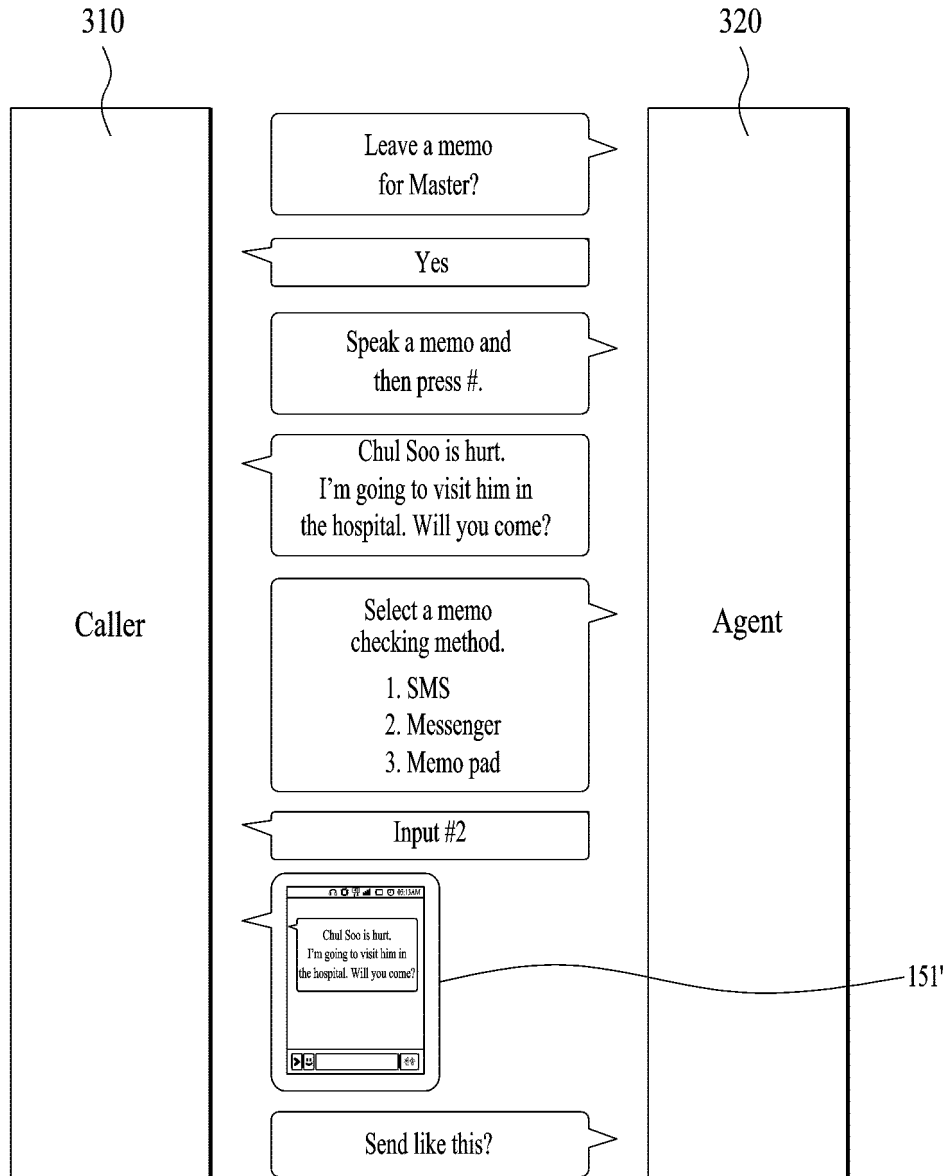 310
320
Leave a memo
for Master?
Yes
Speak a memo and
then press #.
Chul Soo is hurt.
I'm going to visit him in
the hospital. Will you come?
Caller
Select a memo
checking method.
1. SMS
2. Messenger
3. Memo pad
Agent
Input #2
05:13AM
Chul Soo is hurt.
I'm going to visit him in
the hospital. Will you come?
151'
Send like this?